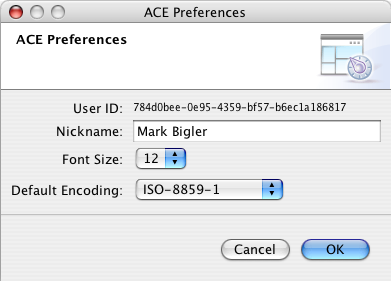 ACE Preferences
ACE Preferences
User ID: 784d0bee-0e95-4359-bf57-b6ec1a186817
Nickname: Mark Bigler
Font Size: 12
Default Encoding: ISO-8859-1
Cancel OK